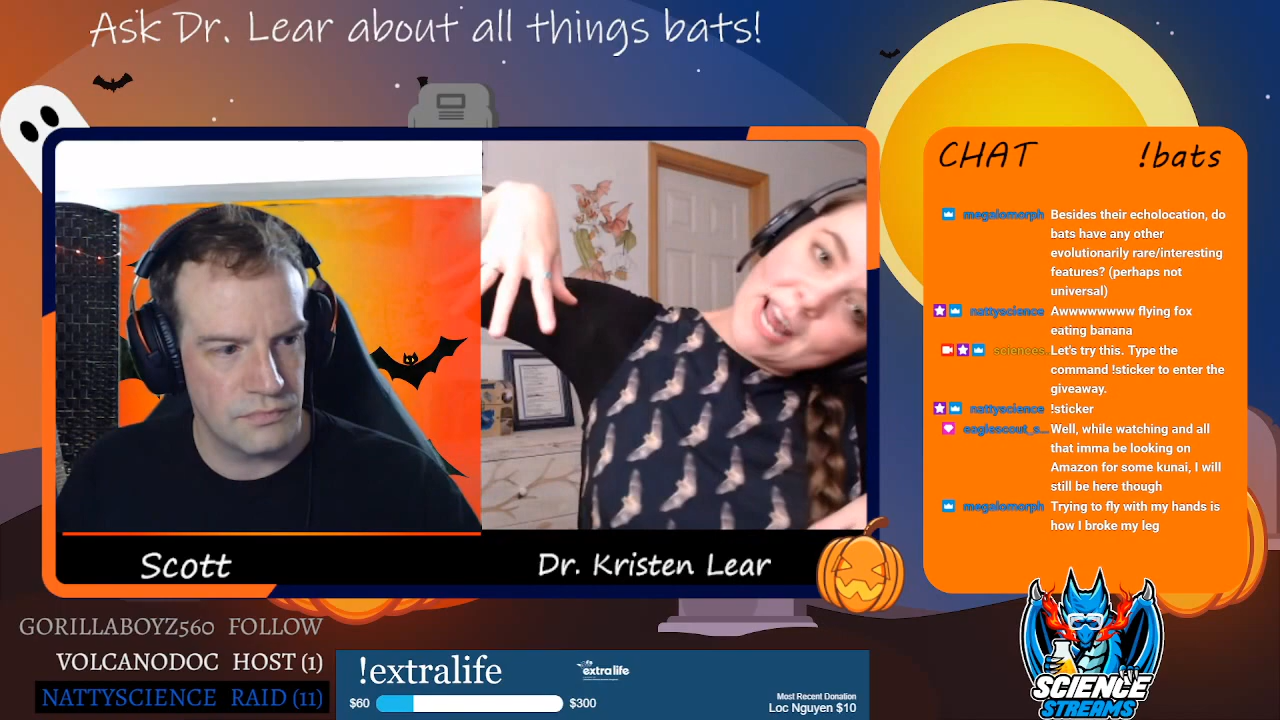 Ask Dr. Lear about all things bats!
CHAT !bats
megalomorph Besides their echolocation, do
bats have any other
evolutionarily rare/interesting
features? (perhaps not
universal)
nattyscience Awwwwwwww flying fox
eating banana
sciences... Let's try this. Type the
command !sticker to enter the
giveaway.
nattyscience !sticker
eaglescout_s... Well, while watching and all
that imma be looking on
Amazon for some kunai, I will
still be here though
megalomorph Trying to fly with my hands is
how I broke my leg
Scott
Dr. Kristen Lear
GORILLABOYZ560 FOLLOW
VOLCANODOC HOST (1)
NATTYSCIENCE RAID (11)
!extralife
extra life
$60 $300
Most Recent Donation
Loc Nguyen $10
SCIENCE
STREAMS